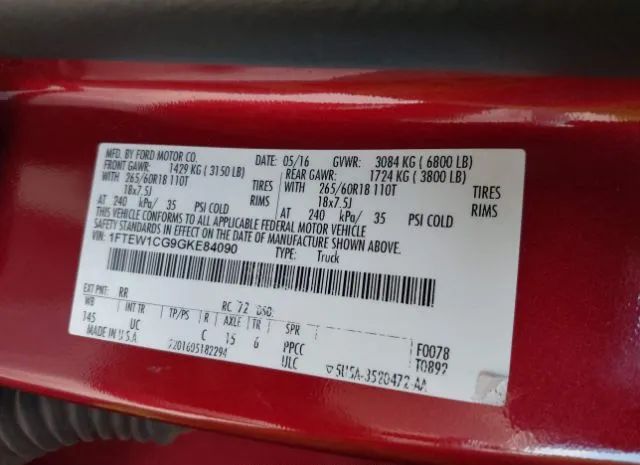 MFD. BY FORD MOTOR CO. DATE: 05/16 GVWR: 3084 KG ( 6800 LB)
FRONT GAWR: 1429 KG ( 3150 LB) REAR GAWR: 1724 KG ( 3800 LB)
WITH 265/60R18 110T TIRES WITH 265/60R18 110T TIRES
18x7.5J RIMS 18x7.5J RIMS
AT 240 kPa/ 35 PSI COLD AT 240 kPa/ 35 PSI COLD
THIS VEHICLE CONFORMS TO ALL APPLICABLE FEDERAL MOTOR VEHICLE
SAFETY STANDARDS IN EFFECT ON THE DATE OF MANUFACTURE SHOWN ABOVE.
VIN: 1FTEW1CG9GKE84090 TYPE: Truck
EXT PNT: RR RC: 72 DSO:
WB INT TR TP/PS R AXLE TR SPR F0078
145 UC C 15 6 PPCC T0892
MADE IN U.S.A. ULC